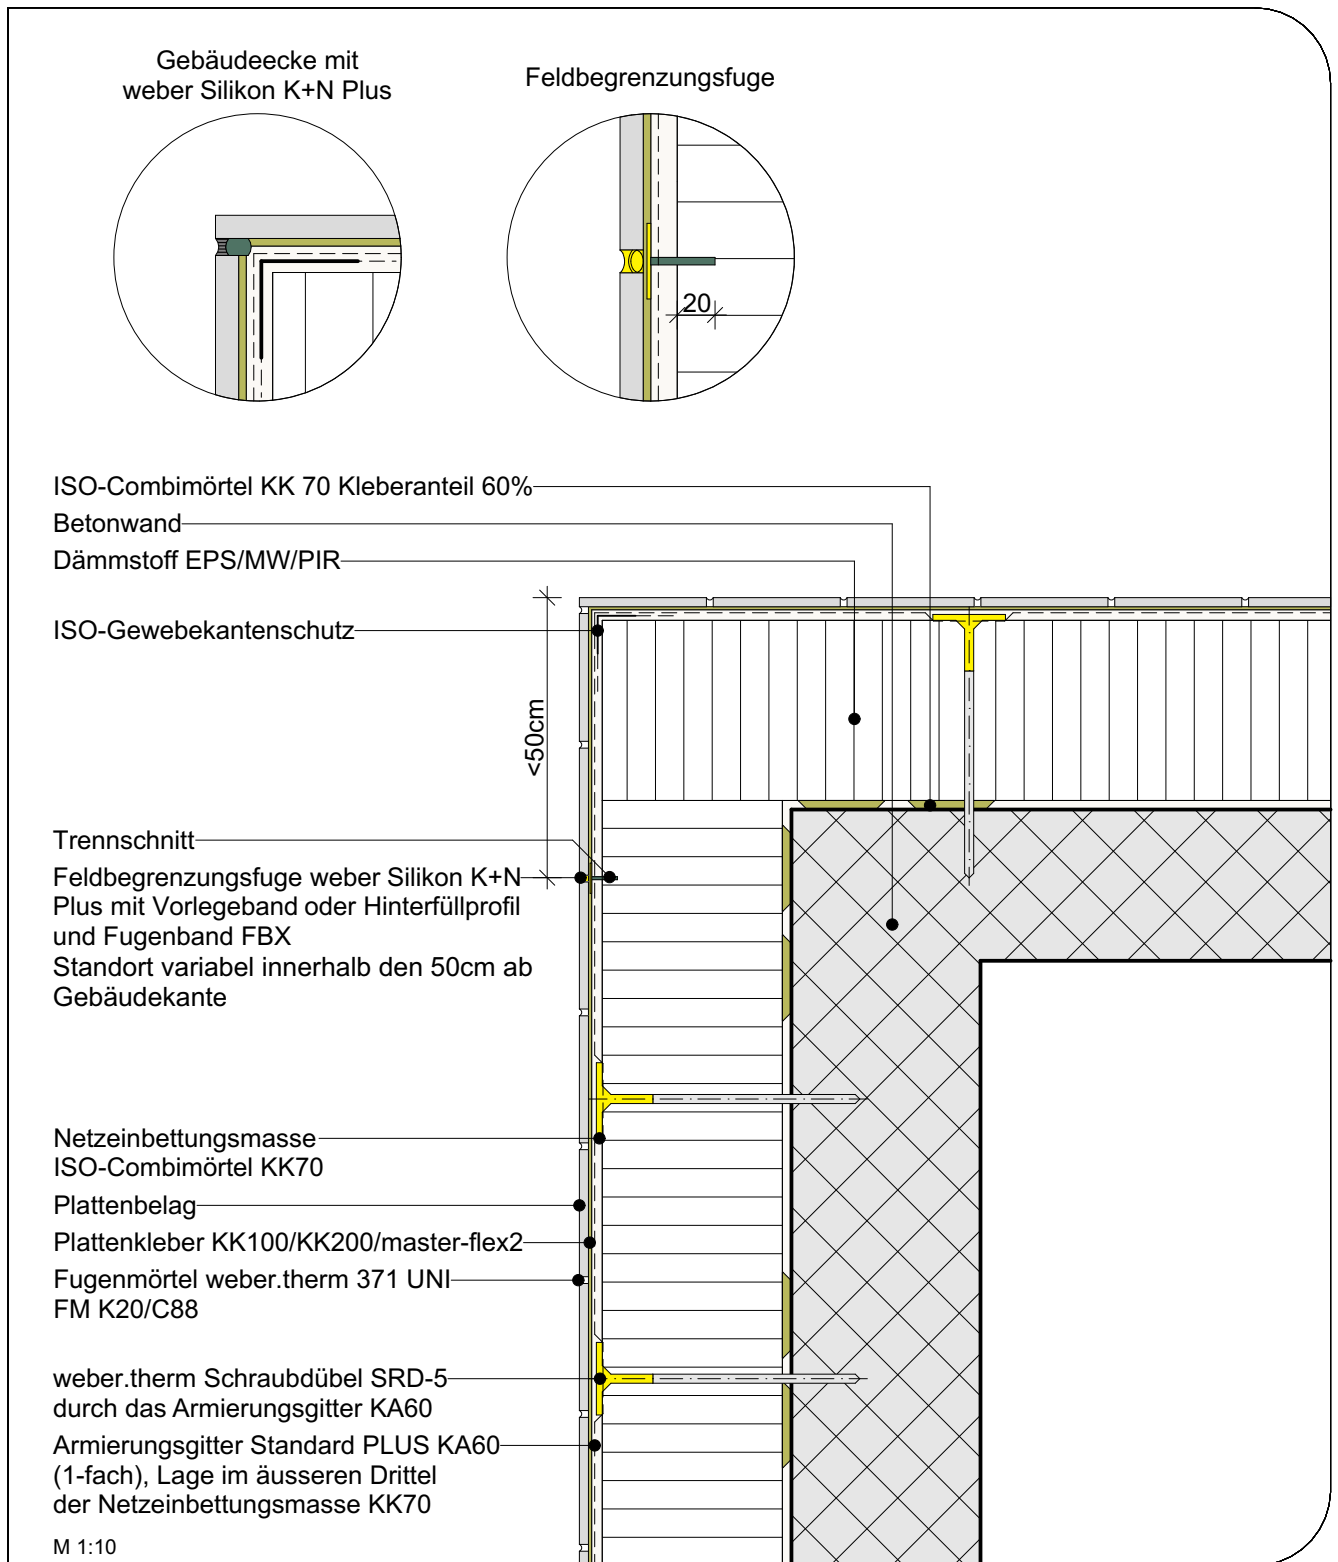 Gebäudeecke mit
weber Silikon K+N Plus
Feldbegrenzungsfuge
20
ISO-Combimörtel KK 70 Kleberanteil 60%
Betonwand
Dämmstoff EPS/MW/PIR
ISO-Gewebekantenschutz
<50cm
Trennschnitt
Feldbegrenzungsfuge weber Silikon K+N
Plus mit Vorlegeband oder Hinterfüllprofil
und Fugenband FBX
Standort variabel innerhalb den 50cm ab
Gebäudekante
Netzeinbettungsmasse
ISO-Combimörtel KK70
Plattenbelag
Plattenkleber KK100/KK200/master-flex2
Fugenmörtel weber.therm 371 UNI
FM K20/C88
weber.therm Schraubdübel SRD-5
durch das Armierungsgitter KA60
Armierungsgitter Standard PLUS KA60
(1-fach), Lage im äusseren Drittel
der Netzeinbettungsmasse KK70
M 1:10